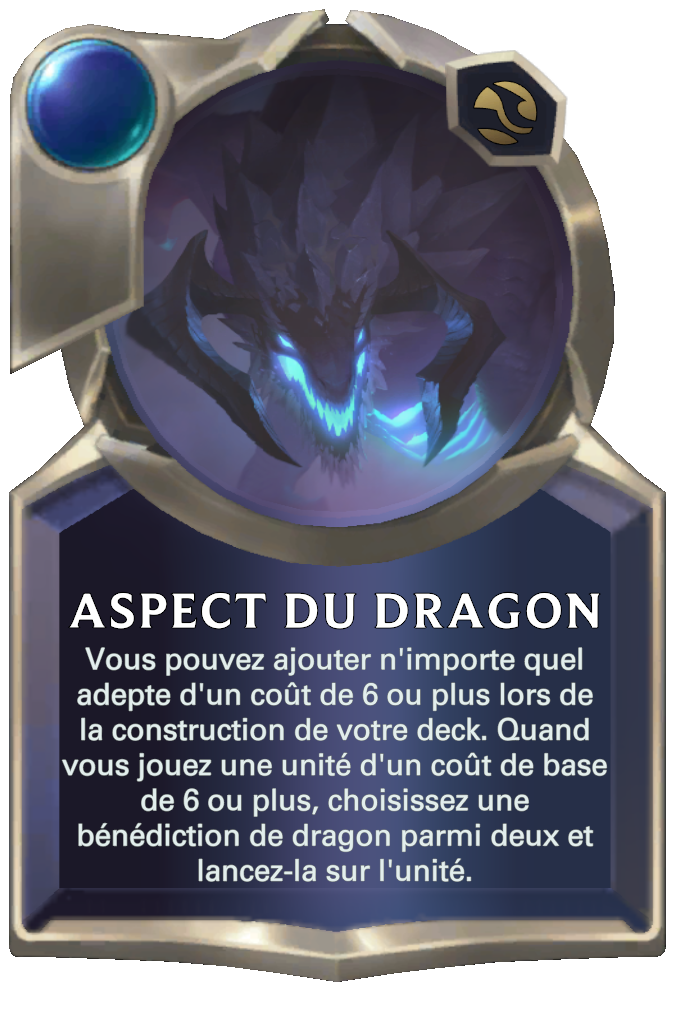 ASPECT DU DRAGON
Vous pouvez ajouter n'importe quel
adepte d'un coût de 6 ou plus lors de
la construction de votre deck. Quand
vous jouez une unité d'un coût de base
de 6 ou plus, choisissez une
bénédiction de dragon parmi deux et
lancez-la sur l'unité.